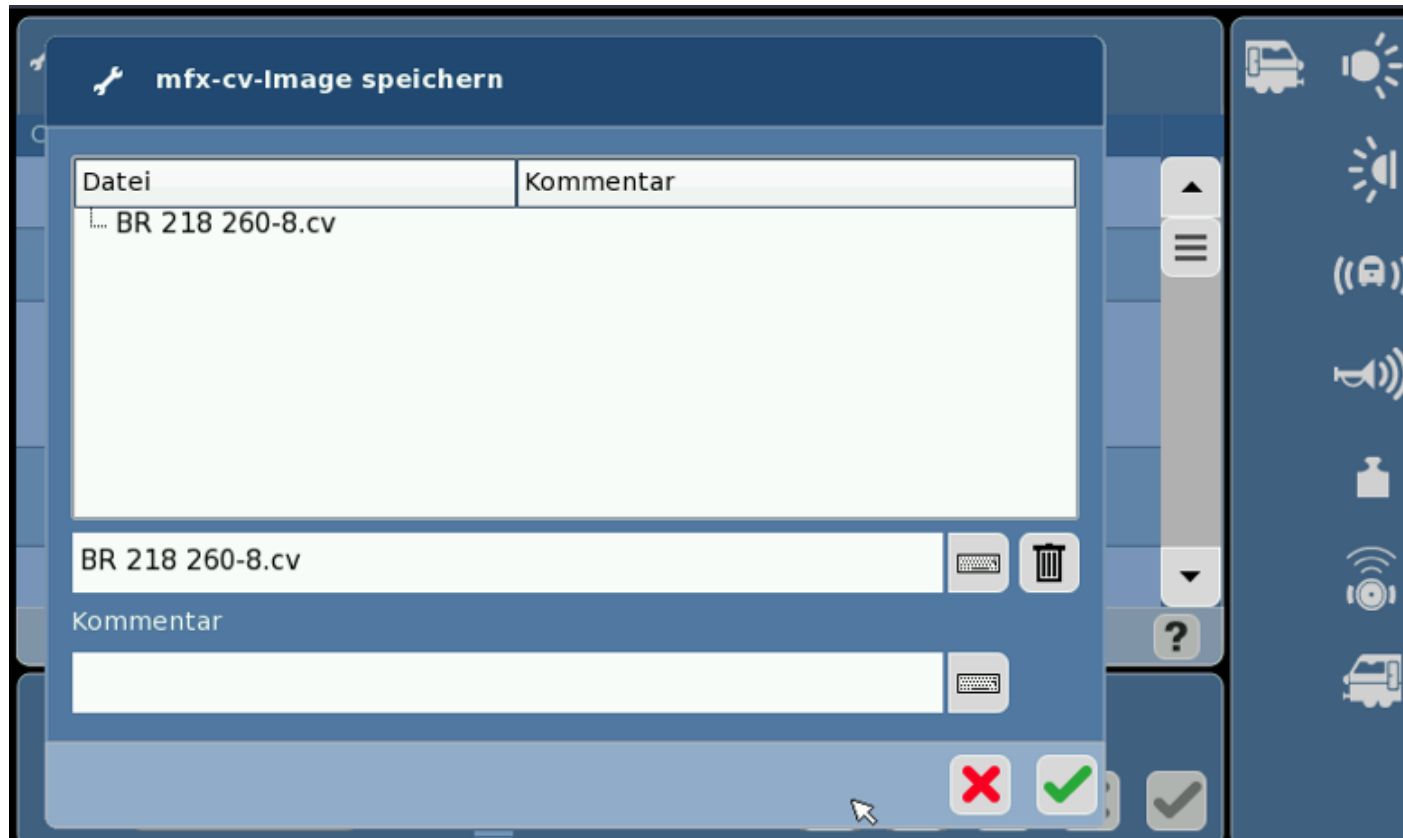 mfx-cv-Image speichern
Datei Kommentar
BR 218 260-8.cv
BR 218 260-8.cv
Kommentar
?